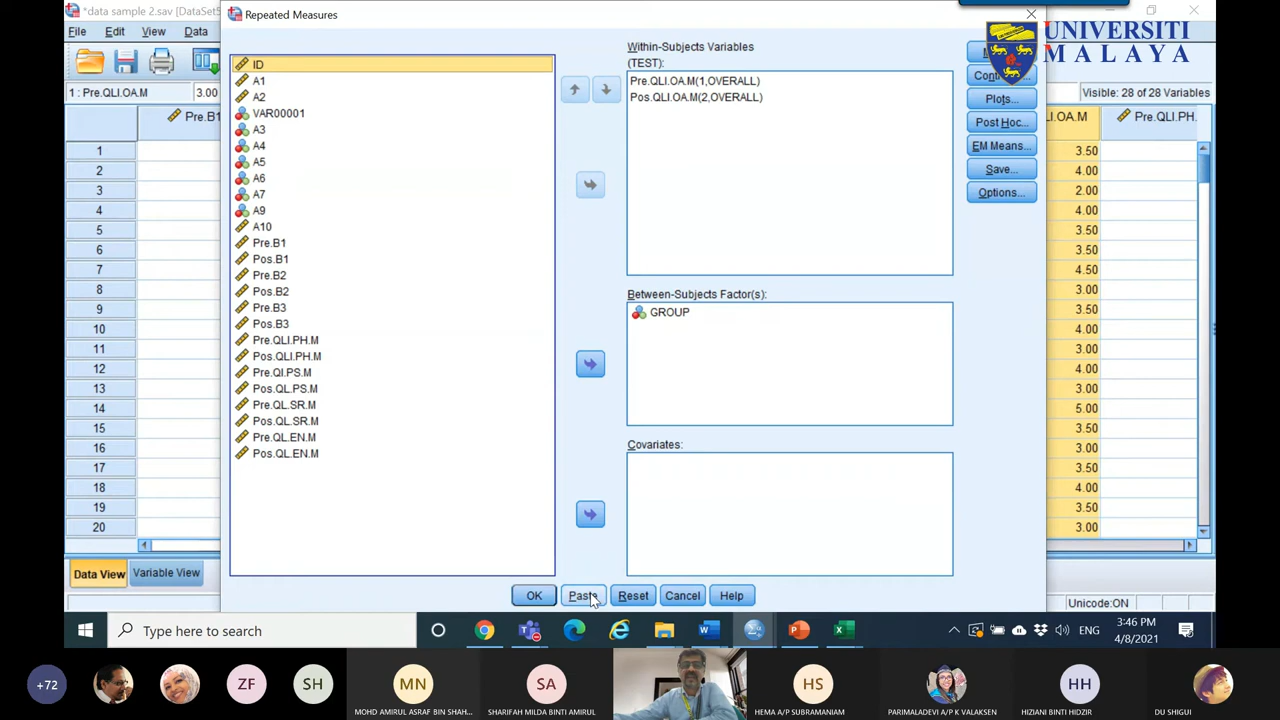 *data sample 2.sav [DataSet5
Repeated Measures
UNIVERSITI
MALAYA
File Edit View Data
1 : Pre.QLI.OA.M 3.00
Visible: 28 of 28 Variables
Pre.B1
1
2
3
4
5
6
7
8
9
10
11
12
13
14
15
16
17
18
19
20
ID
A1
A2
VAR00001
A3
A4
A5
A6
A7
A9
A10
Pre.B1
Pos.B1
Pre.B2
Pos.B2
Pre.B3
Pos.B3
Pre.QLI.PH.M
Pos.QLI.PH.M
Pre.QI.PS.M
Pos.QL.PS.M
Pre.QL.SR.M
Pos.QL.SR.M
Pre.QL.EN.M
Pos.QL.EN.M
Within-Subjects Variables
(TEST):
Pre.QLI.OA.M(1,OVERALL)
Pos.QLI.OA.M(2,OVERALL)
Between-Subjects Factor(s):
GROUP
Covariates:
Plots...
Post Hoc...
EM Means...
Save...
Options...
LI.OA.M Pre.QLI.PH.
3.50
4.00
2.00
4.00
3.50
3.50
4.50
3.00
3.50
4.00
3.00
4.00
3.00
5.00
3.50
3.00
3.50
4.00
3.50
3.00
OK Paste Reset Cancel Help
Data View Variable View
Unicode:ON
Type here to search
ENG
3:46 PM
4/8/2021
+72 ZF SH MN SA HS HH
MOHD AMIRUL ASRAF BIN SHAH... SHARIFAH MILDA BINTI AMIRUL HEMA A/P SUBRAMANIAM PARIMALADEVI A/P K VALAKSEN HIZIANI BINTI HIDZIR DU SHIGUI